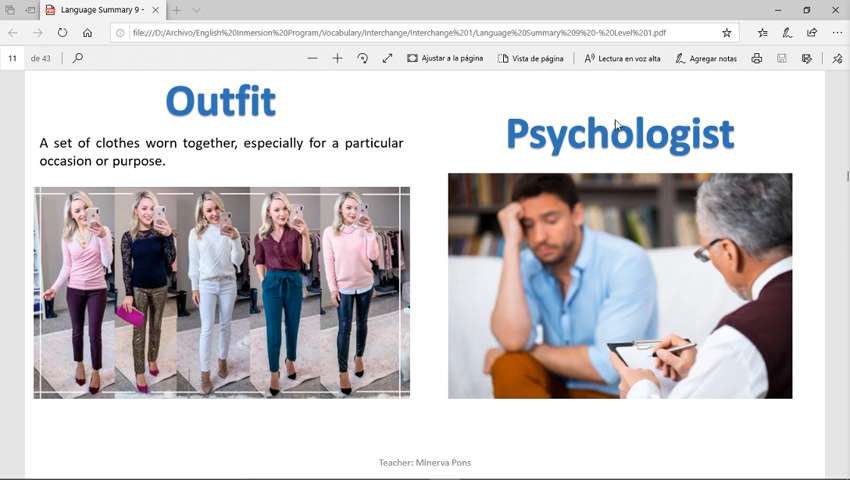 Language Summary 9 -
file:///D:/Archivo/English%20Inmersion%20Program/Vocabulary/Interchange/Interchange%201/Language%20Summary%209%20-%20Level%201.pdf
11 de 43
Ajustar a la página
Vista de página
Lectura en voz alta
Agregar notas
Outfit
A set of clothes worn together, especially for a particular
occasion or purpose.
Psychologist
Teacher: Minerva Pons